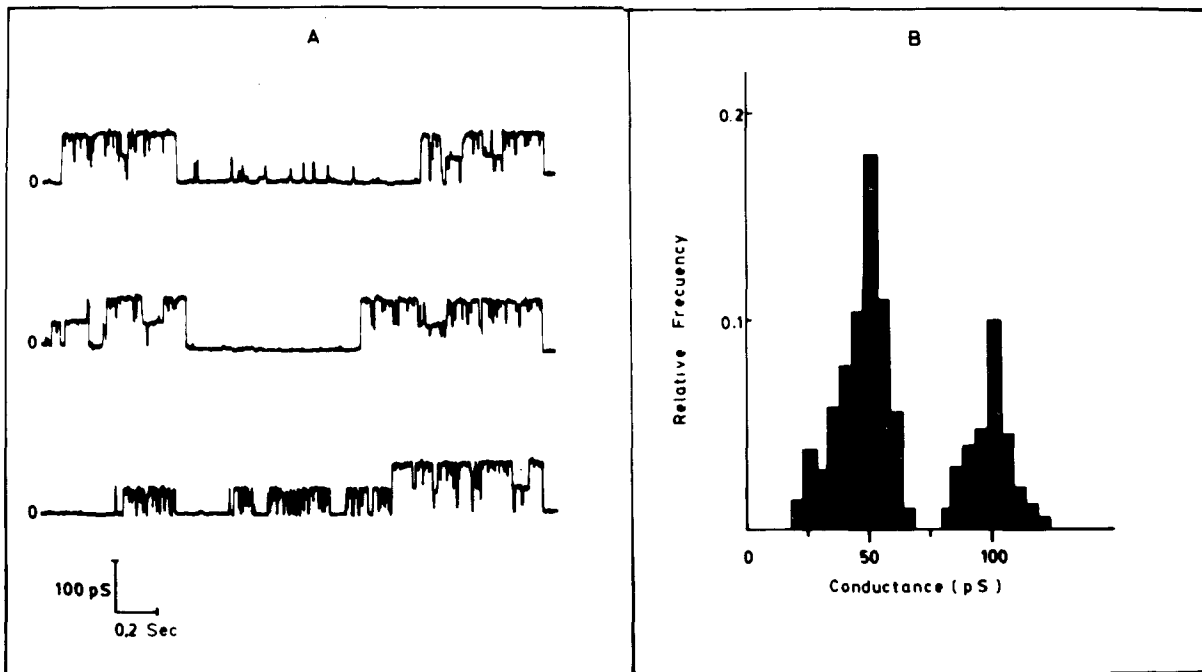 A
0
0
0
100 pS
0,2 Sec
B
0.2
0.1
Relative Frecuency
0
50
100
Conductance (pS)